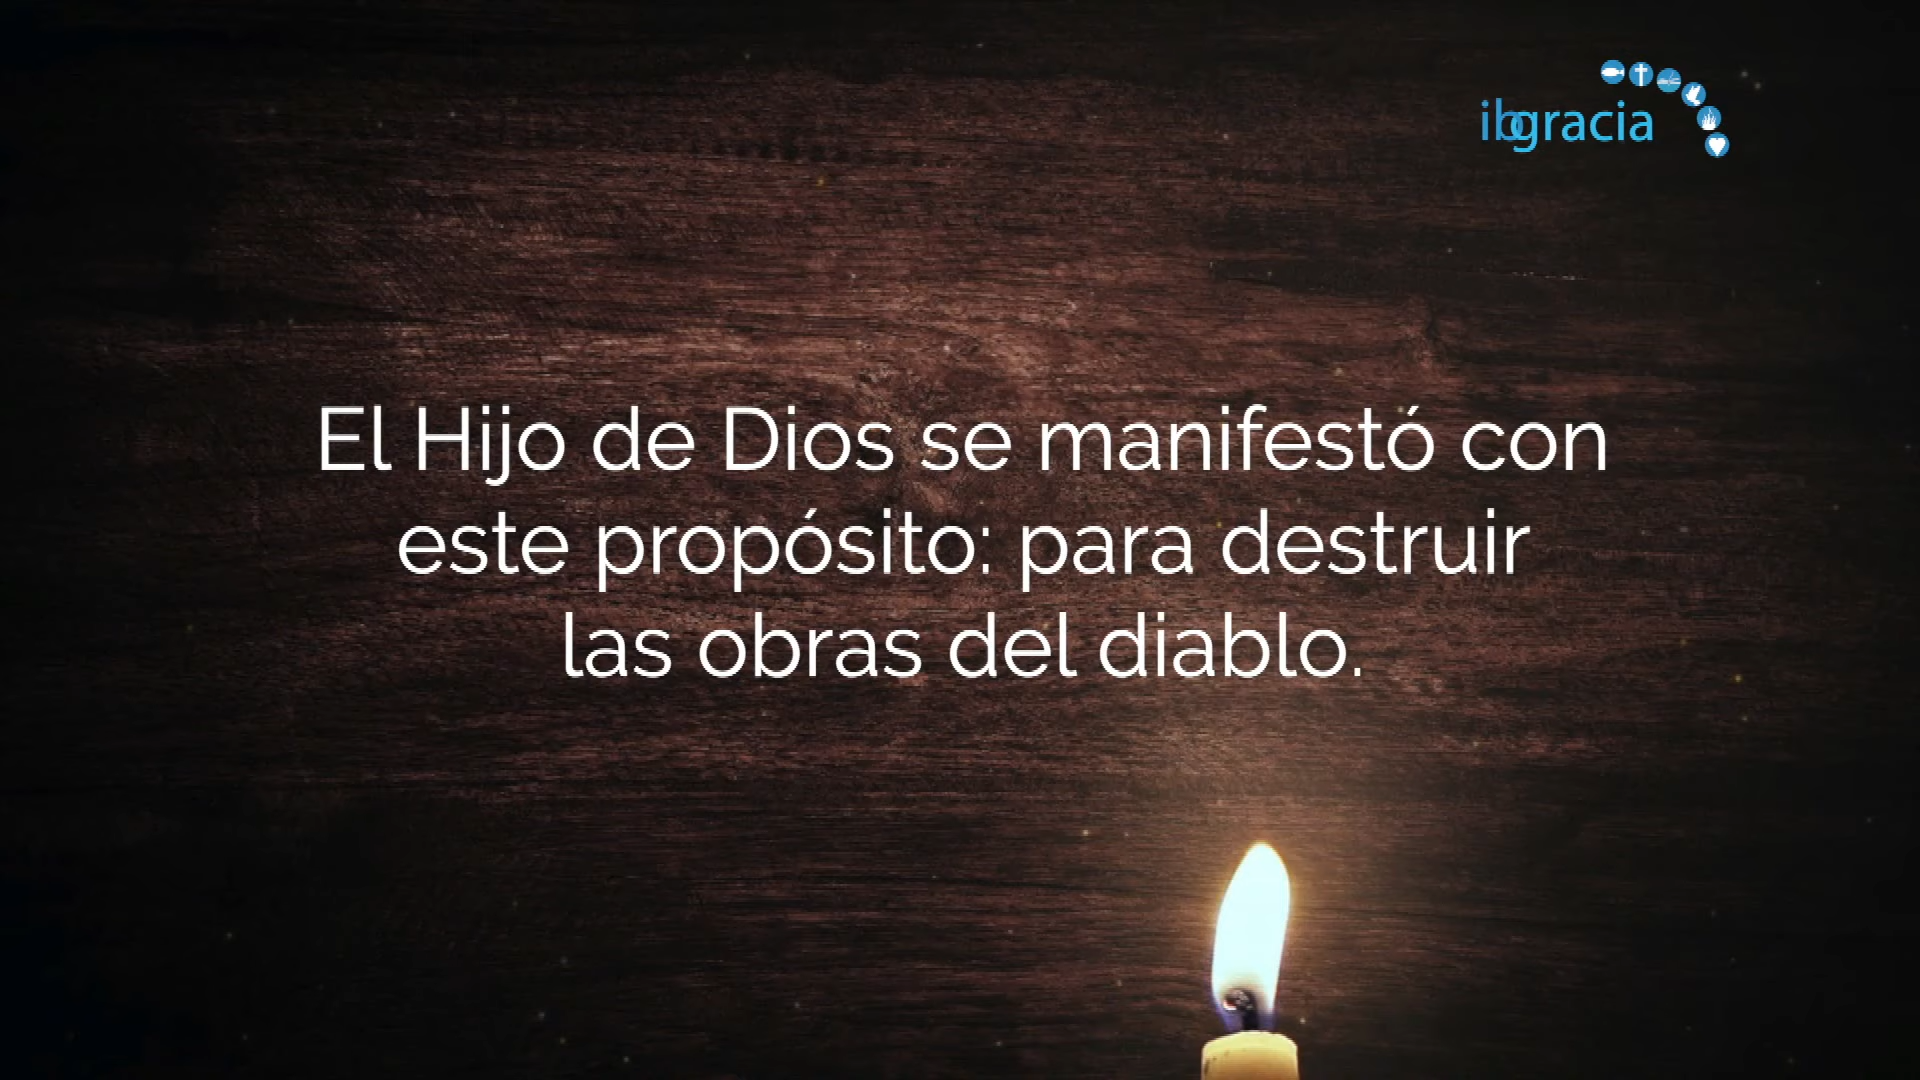 ibgracia
El Hijo de Dios se manifestó con
este propósito: para destruir
las obras del diablo.